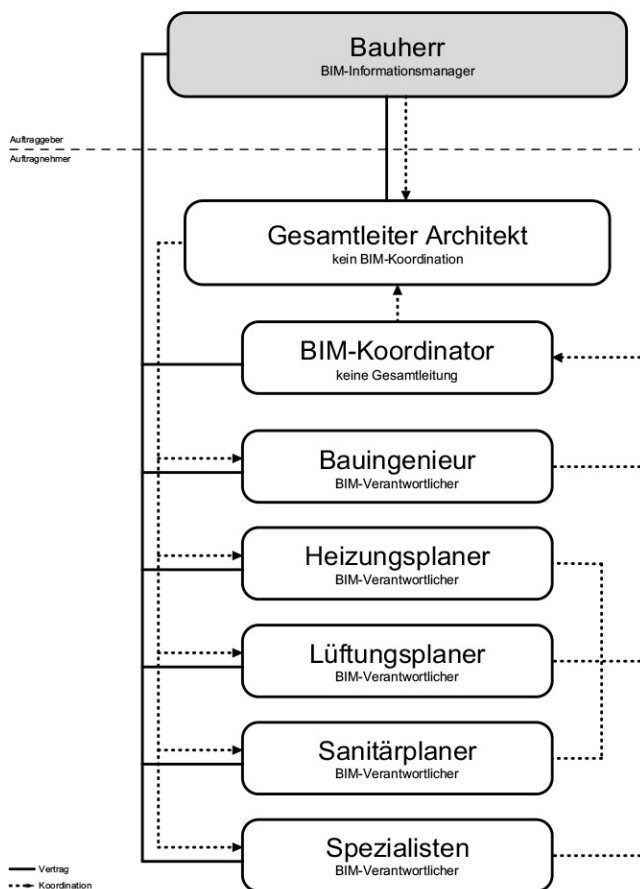 Bauherr
BIM-Informationsmanager
Auftraggeber
Auftragnehmer
Gesamtleiter Architekt
kein BIM-Koordination
BIM-Koordinator
keine Gesamtleitung
Bauingenieur
BIM-Verantwortlicher
Heizungsplaner
BIM-Verantwortlicher
Lüftungsplaner
BIM-Verantwortlicher
Sanitärplaner
BIM-Verantwortlicher
Spezialisten
BIM-Verantwortlicher
Vertrag
Koordination